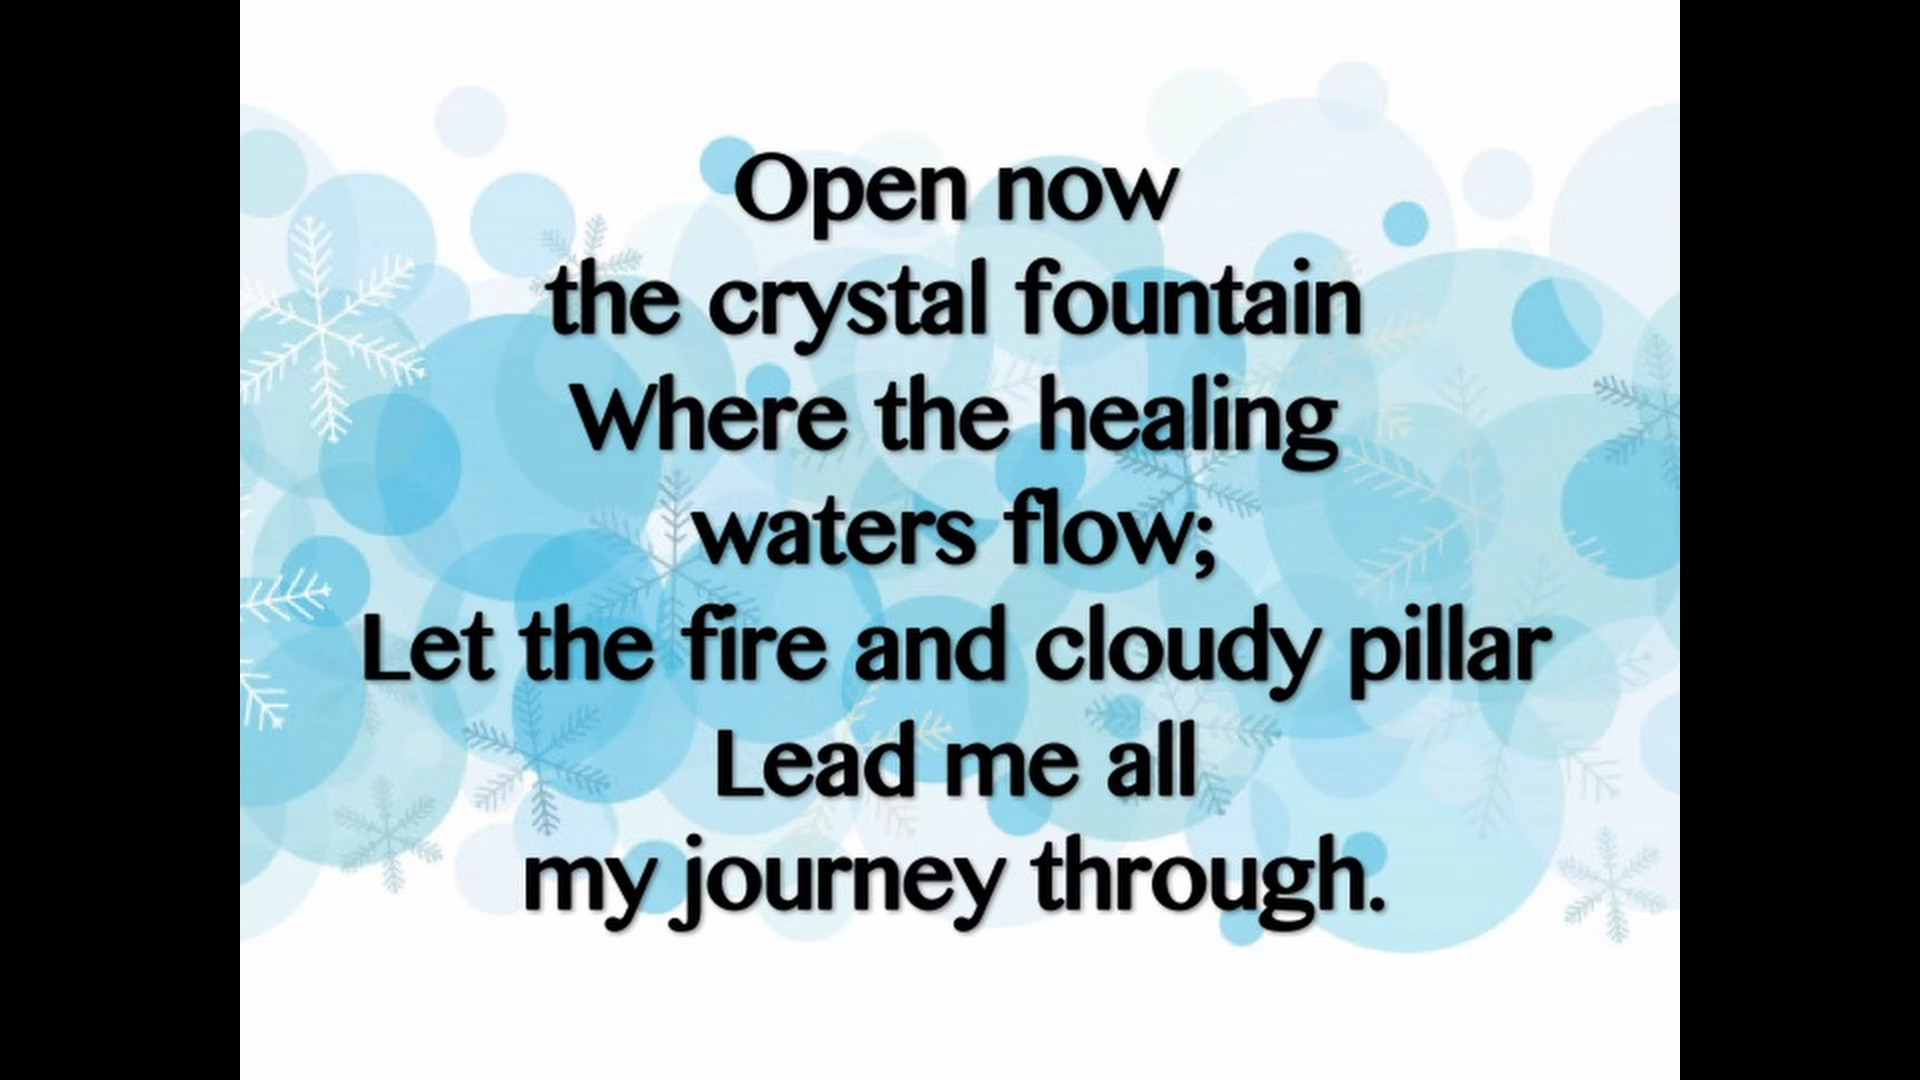 Open now
the crystal fountain
Where the healing
waters flow;
Let the fire and cloudy pillar
Lead me all
my journey through.